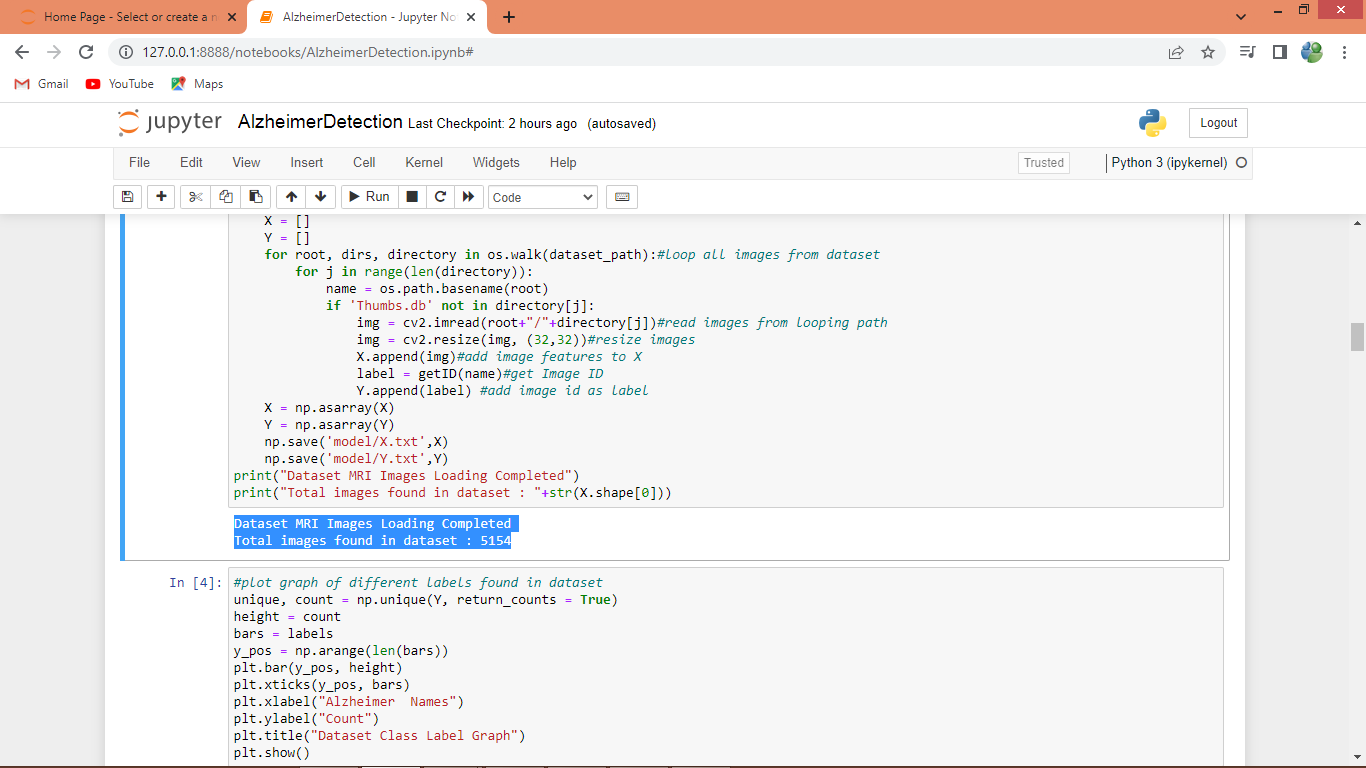 Home Page - Select or create a n
AlzheimerDetection - Jupyter No
127.0.0.1:8888/notebooks/AlzheimerDetection.ipynb#
Gmail YouTube Maps
jupyter AlzheimerDetection Last Checkpoint: 2 hours ago (autosaved)
Logout
File Edit View Insert Cell Kernel Widgets Help
Trusted
Python 3 (ipykernel)
Run
Code
X = []
Y = []
for root, dirs, directory in os.walk(dataset_path):#loop all images from dataset
for j in range(len(directory)):
name = os.path.basename(root)
if 'Thumbs.db' not in directory[j]:
img = cv2.imread(root+"/"+directory[j])#read images from looping path
img = cv2.resize(img, (32,32))#resize images
X.append(img)#add image features to X
label = getID(name)#get Image ID
Y.append(label) #add image id as label
X = np.asarray(X)
Y = np.asarray(Y)
np.save('model/X.txt',X)
np.save('model/Y.txt',Y)
print("Dataset MRI Images Loading Completed")
print("Total images found in dataset : "+str(X.shape[0]))
Dataset MRI Images Loading Completed
Total images found in dataset : 5154
In [4]:
#plot graph of different labels found in dataset
unique, count = np.unique(Y, return_counts = True)
height = count
bars = labels
y_pos = np.arange(len(bars))
plt.bar(y_pos, height)
plt.xticks(y_pos, bars)
plt.xlabel("Alzheimer  Names")
plt.ylabel("Count")
plt.title("Dataset Class Label Graph")
plt.show()